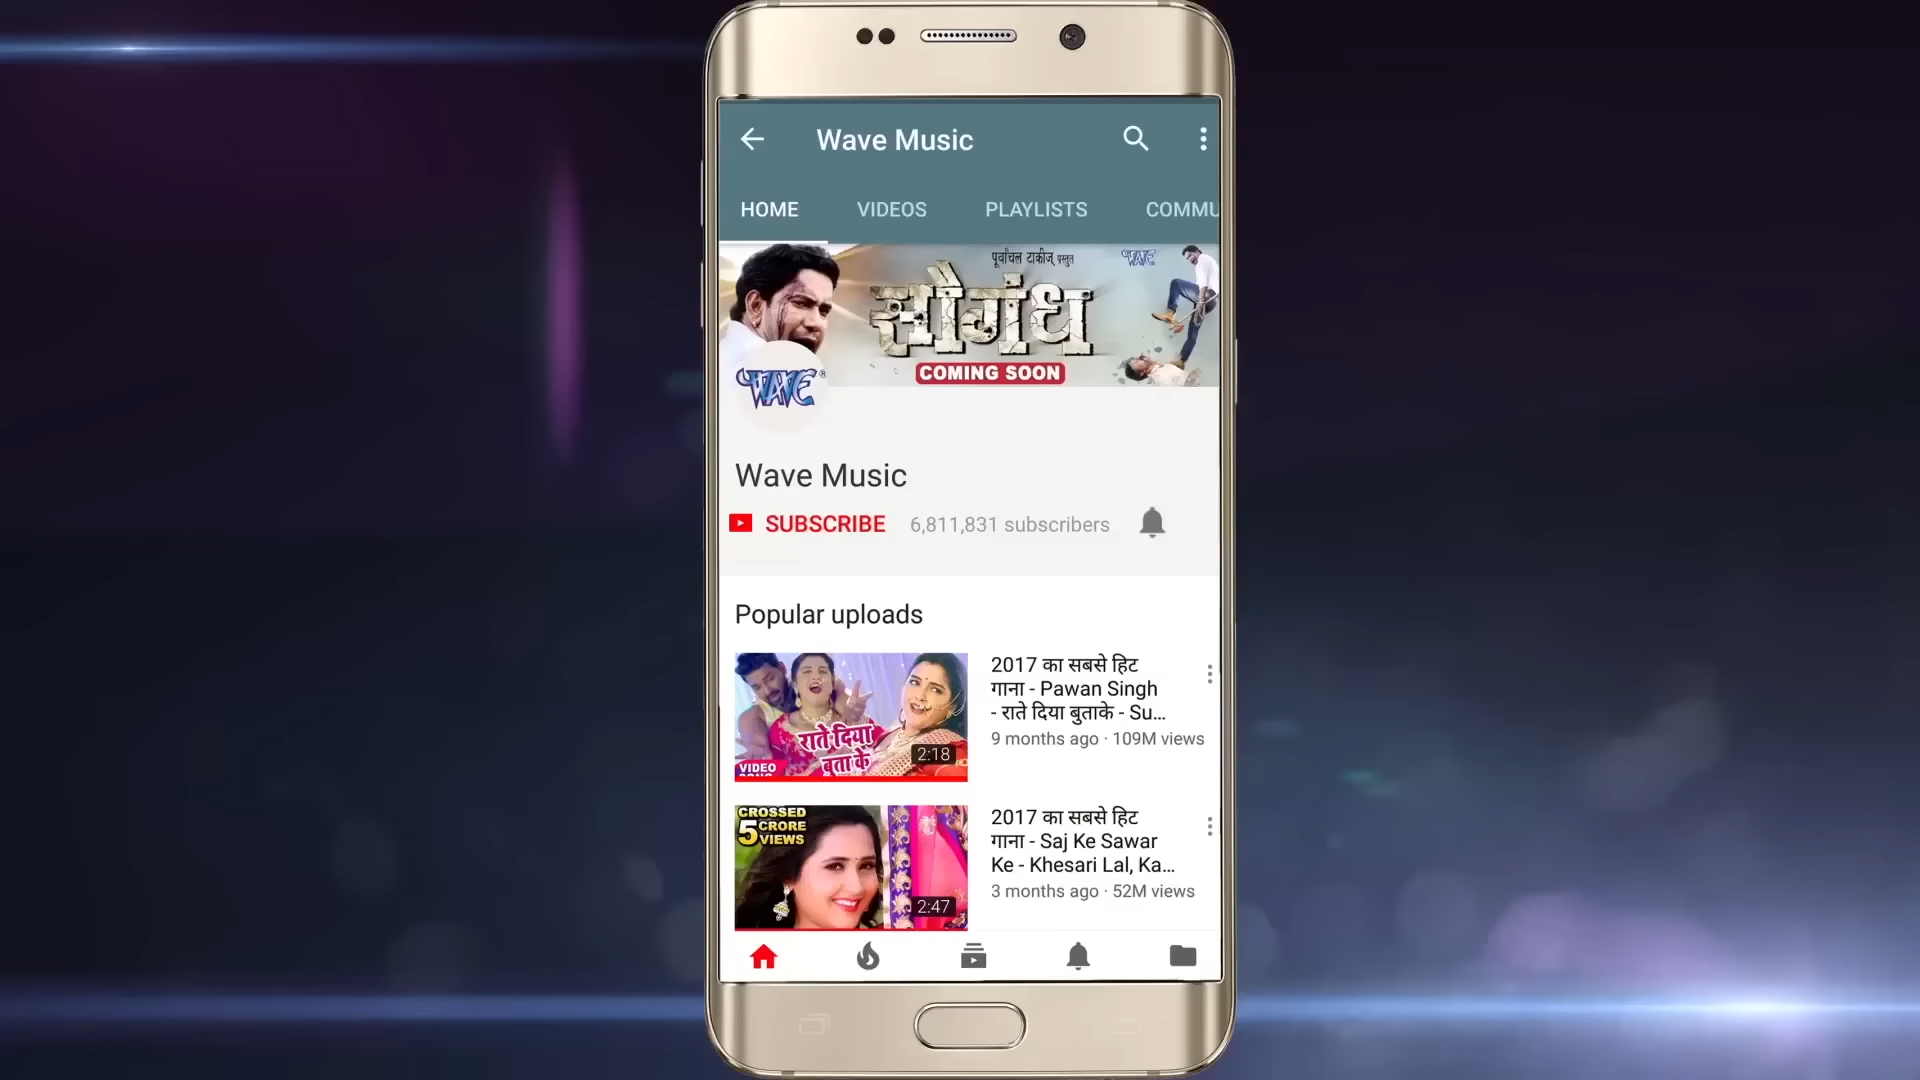 Wave Music
HOME VIDEOS PLAYLISTS COMMU
पूर्वांचल टाकीज् प्रस्तुत
WAVE
सौगंध
COMING SOON
WAVE®
Wave Music
SUBSCRIBE 6,811,831 subscribers
Popular uploads
राते दिया
बुता के
VIDEO
SONG
2:18
2017 का सबसे हिट
गाना - Pawan Singh
- राते दिया बुताके - Su...
9 months ago · 109M views
CROSSED
5 CRORE
VIEWS
2:47
2017 का सबसे हिट
गाना - Saj Ke Sawar
Ke - Khesari Lal, Ka...
3 months ago · 52M views